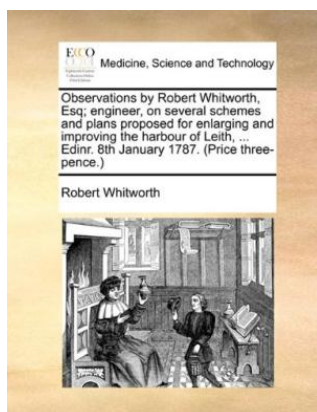 ECCO
Medicine, Science and Technology
Observations by Robert Whitworth,
Esq; engineer, on several schemes
and plans proposed for enlarging and
improving the harbour of Leith, ...
Edinr. 8th January 1787. (Price three-
pence.)
Robert Whitworth